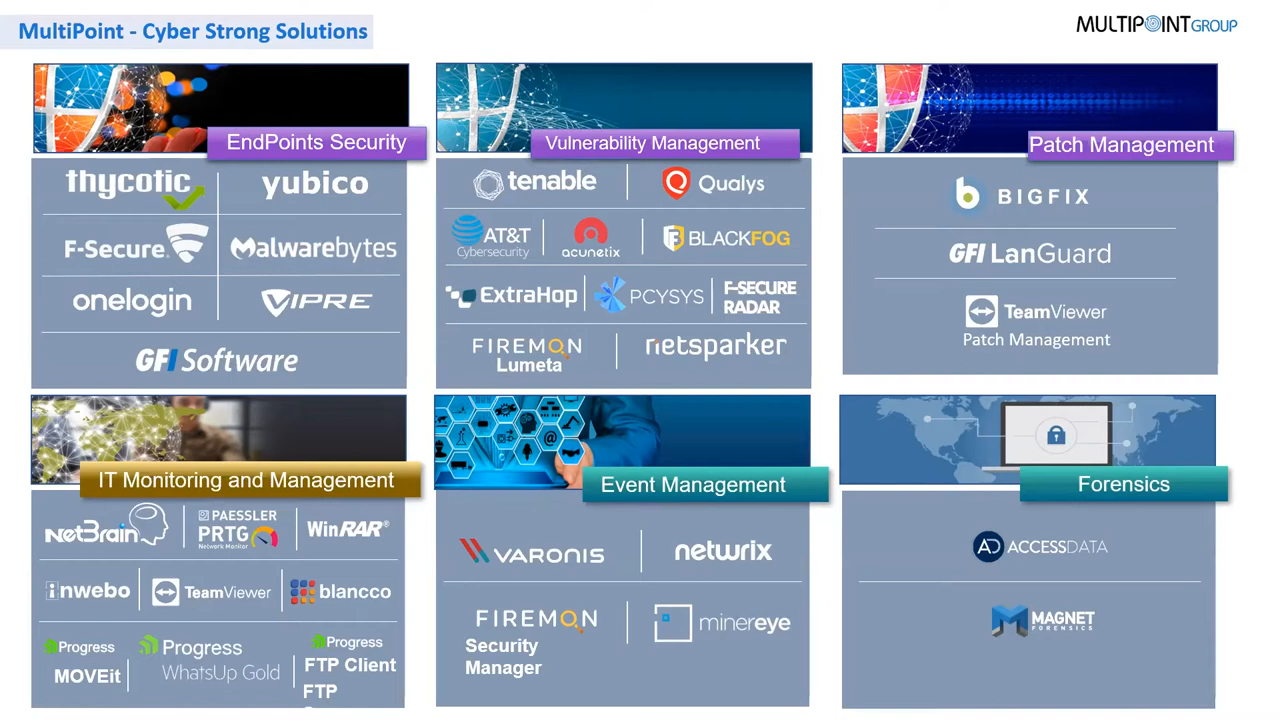 MultiPoint - Cyber Strong Solutions
MULTIPOINT GROUP
EndPoints Security
thycotic
yubico
F-Secure.
Malwarebytes
onelogin
VIPRE
GFI Software
Vulnerability Management
tenable
Qualys
AT&T
Cybersecurity
acunetix
BLACKFOG
ExtraHop
PCYSYS
F-SECURE
RADAR
FIREMON
Lumeta
netsparker
Patch Management
BIGFIX
GFI LanGuard
TeamViewer
Patch Management
IT Monitoring and Management
NetBrain
PAESSLER
PRTG
Network Monitor
WinRAR®
inwebo
TeamViewer
blancco
Progress
MOVEit
Progress
WhatsUp Gold
Progress
FTP Client
FTP
Event Management
VARONIS
netwrix
FIREMON
Security
Manager
minereye
Forensics
AD ACCESSDATA
MAGNET
FORENSICS